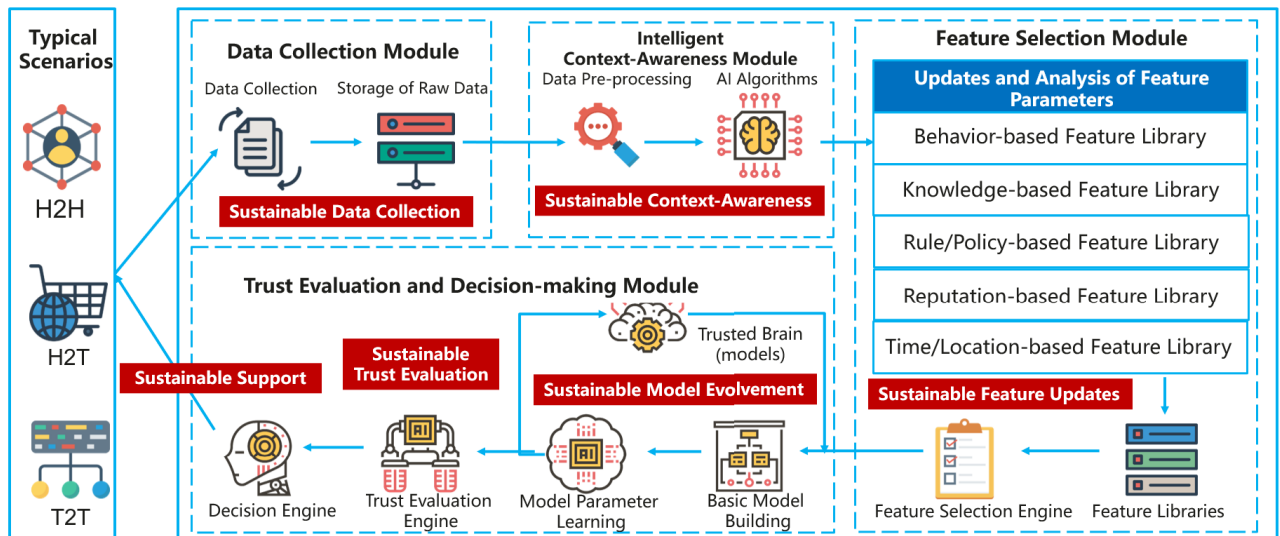 Typical
Scenarios
H2H
H2T
T2T
Data Collection Module
Data Collection
Storage of Raw Data
Sustainable Data Collection
Intelligent
Context-Awareness Module
Data Pre-processing
AI Algorithms
Sustainable Context-Awareness
Feature Selection Module
Updates and Analysis of Feature
Parameters
Behavior-based Feature Library
Knowledge-based Feature Library
Rule/Policy-based Feature Library
Reputation-based Feature Library
Time/Location-based Feature Library
Sustainable Feature Updates
Feature Selection Engine
Feature Libraries
Trust Evaluation and Decision-making Module
Trusted Brain
(models)
Sustainable Support
Sustainable
Trust Evaluation
Sustainable Model Evolvement
AI
AI
Decision Engine
Trust Evaluation
Engine
Model Parameter
Learning
Basic Model
Building